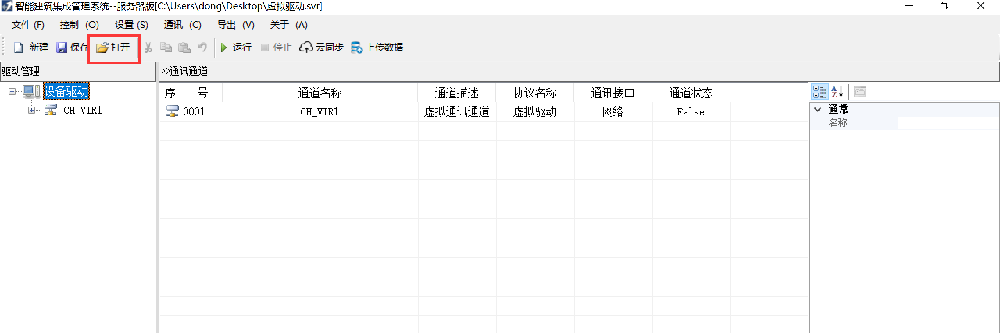 智能建筑集成管理系统--服务器版[C:\Users\dong\Desktop\虚拟驱动.svr]
文件 (F) 控制 (O) 设置 (S) 通讯 (C) 导出 (V) 关于 (A)
新建 保存 打开 运行 停止 云同步 上传数据
驱动管理 >>通讯通道
设备驱动
CH_VIR1
序 号 通道名称 通道描述 协议名称 通讯接口 通道状态
0001 CH_VIR1 虚拟通讯通道 虚拟驱动 网络 False
通常
名称